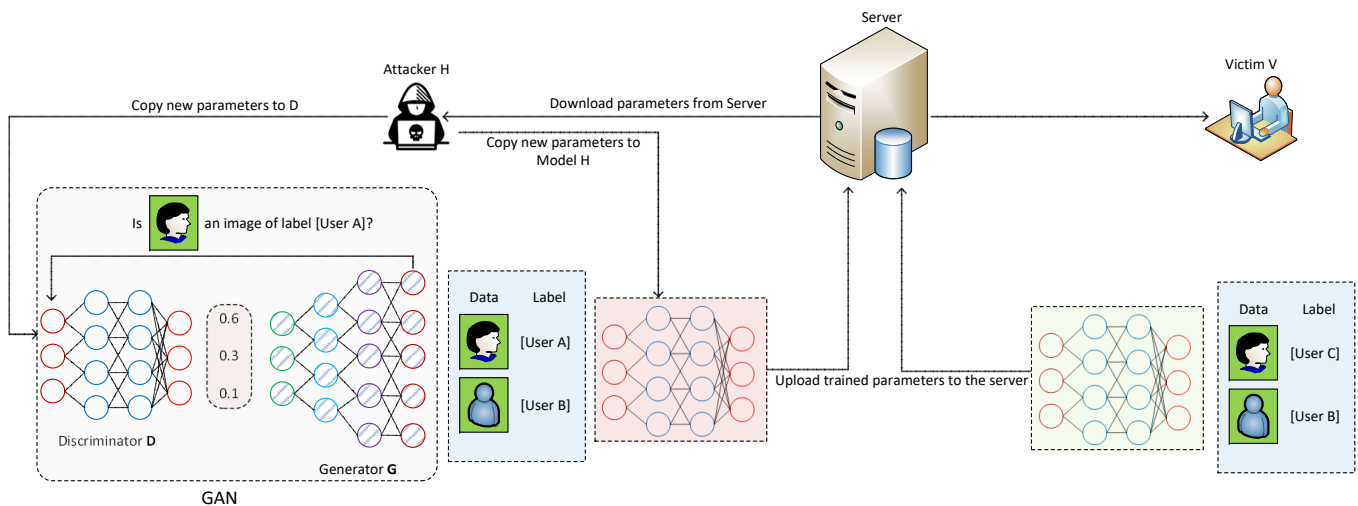 Server
Attacker H
Victim V
Copy new parameters to D
Download parameters from Server
Copy new parameters to
Model H
Is
an image of label [User A]?
Data
Label
[User A]
[User B]
0.6
0.3
0.1
Discriminator D
Generator G
GAN
Upload trained parameters to the server
Data
Label
[User C]
[User B]